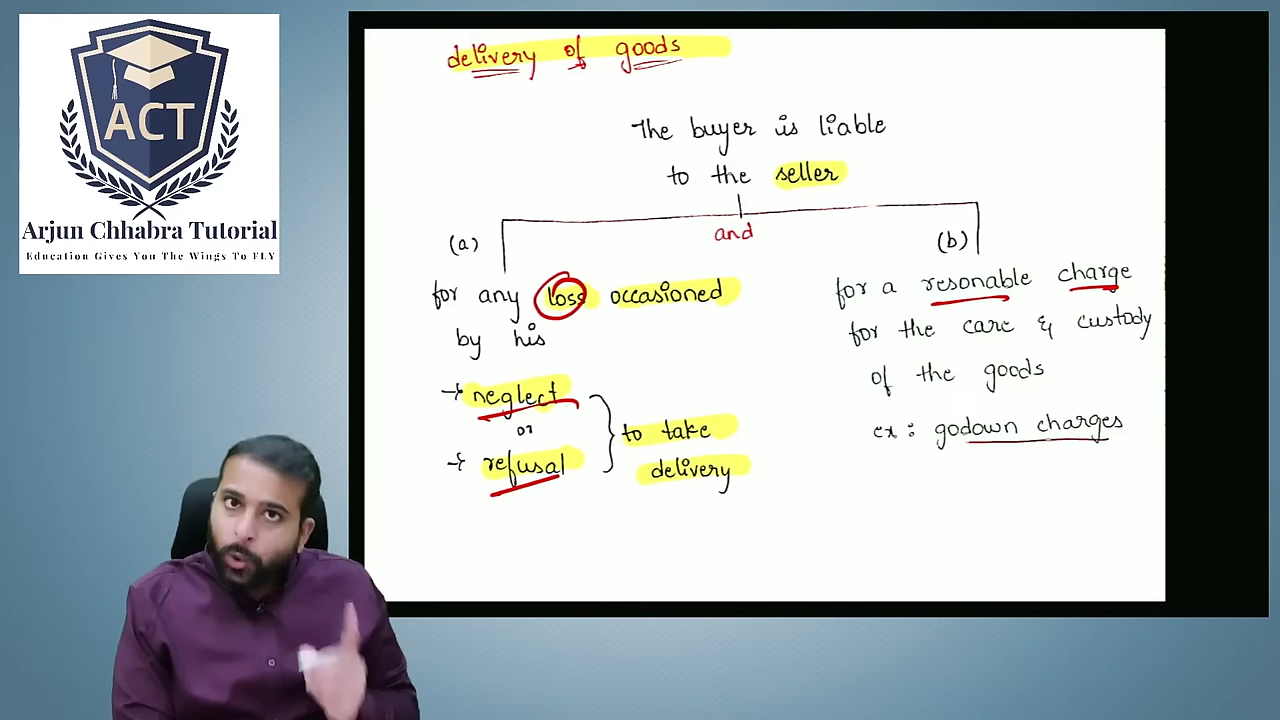 ACT
Arjun Chhabra Tutorial
Education Gives You The Wings To FLY
delivery of goods
The buyer is liable
to the seller
and
(a)
for any loss occasioned
by his
→ neglect
or
→ refusal
to take
delivery
(b)
for a resonable charge
for the care & custody
of the goods
ex: godown charges